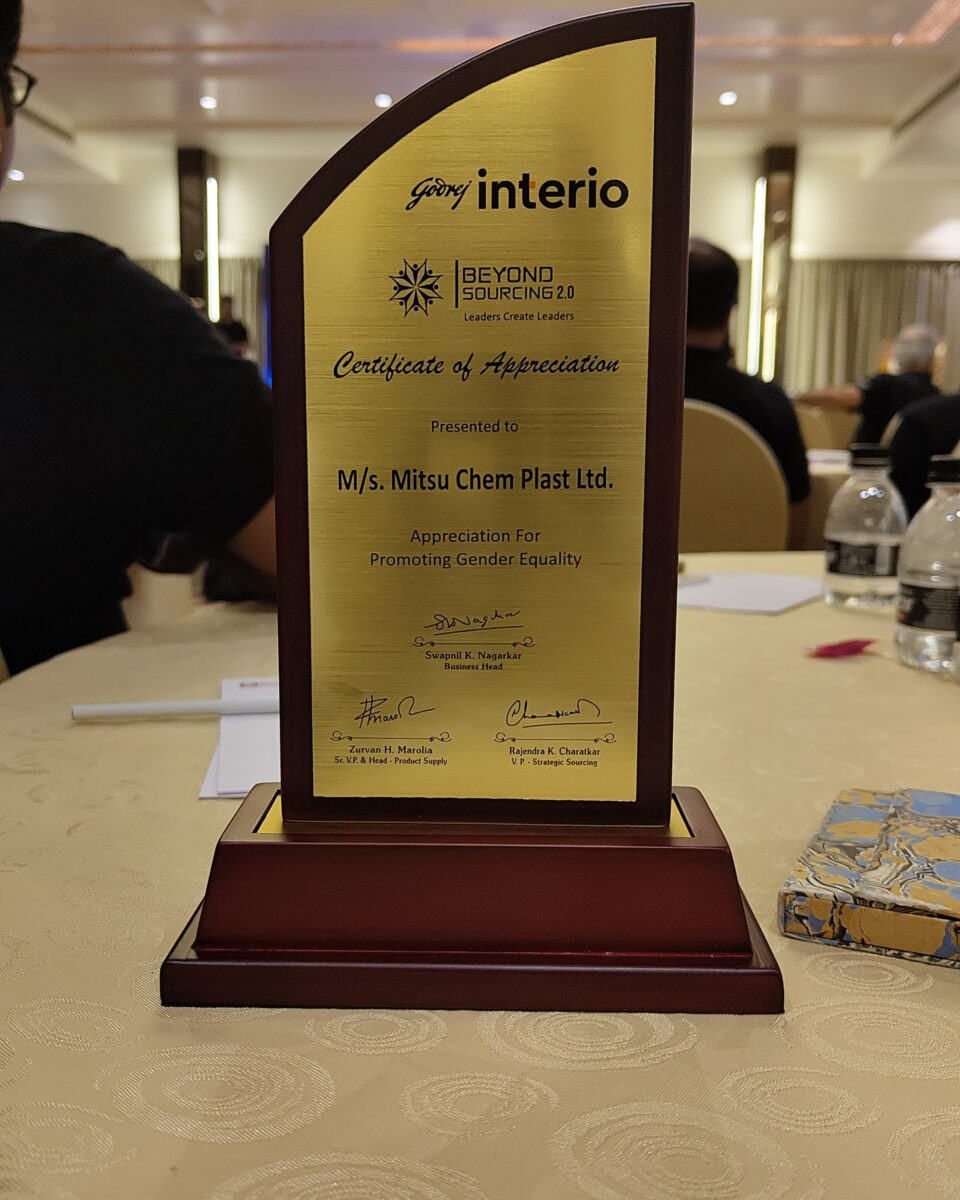 Godrej interio
BEYOND
SOURCING 2.0
Leaders Create Leaders
Certificate of Appreciation
Presented to
M/s. Mitsu Chem Plast Ltd.
Appreciation For
Promoting Gender Equality
Swapnil K. Nagarkar
Business Head
Zurvan H. Marolia
Sr. V.P. & Head - Product Supply
Rajendra K. Charatkar
V. P. - Strategic Sourcing